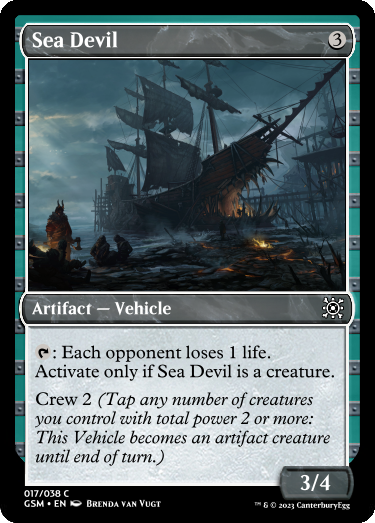 Sea Devil 3
Artifact — Vehicle
: Each opponent loses 1 life.
Activate only if Sea Devil is a creature.
Crew 2 (Tap any number of creatures
you control with total power 2 or more:
This Vehicle becomes an artifact creature
until end of turn.)
3/4
017/038 C
GSM • EN Brenda van Vugt
™ & © 2023 CanterburyEgg